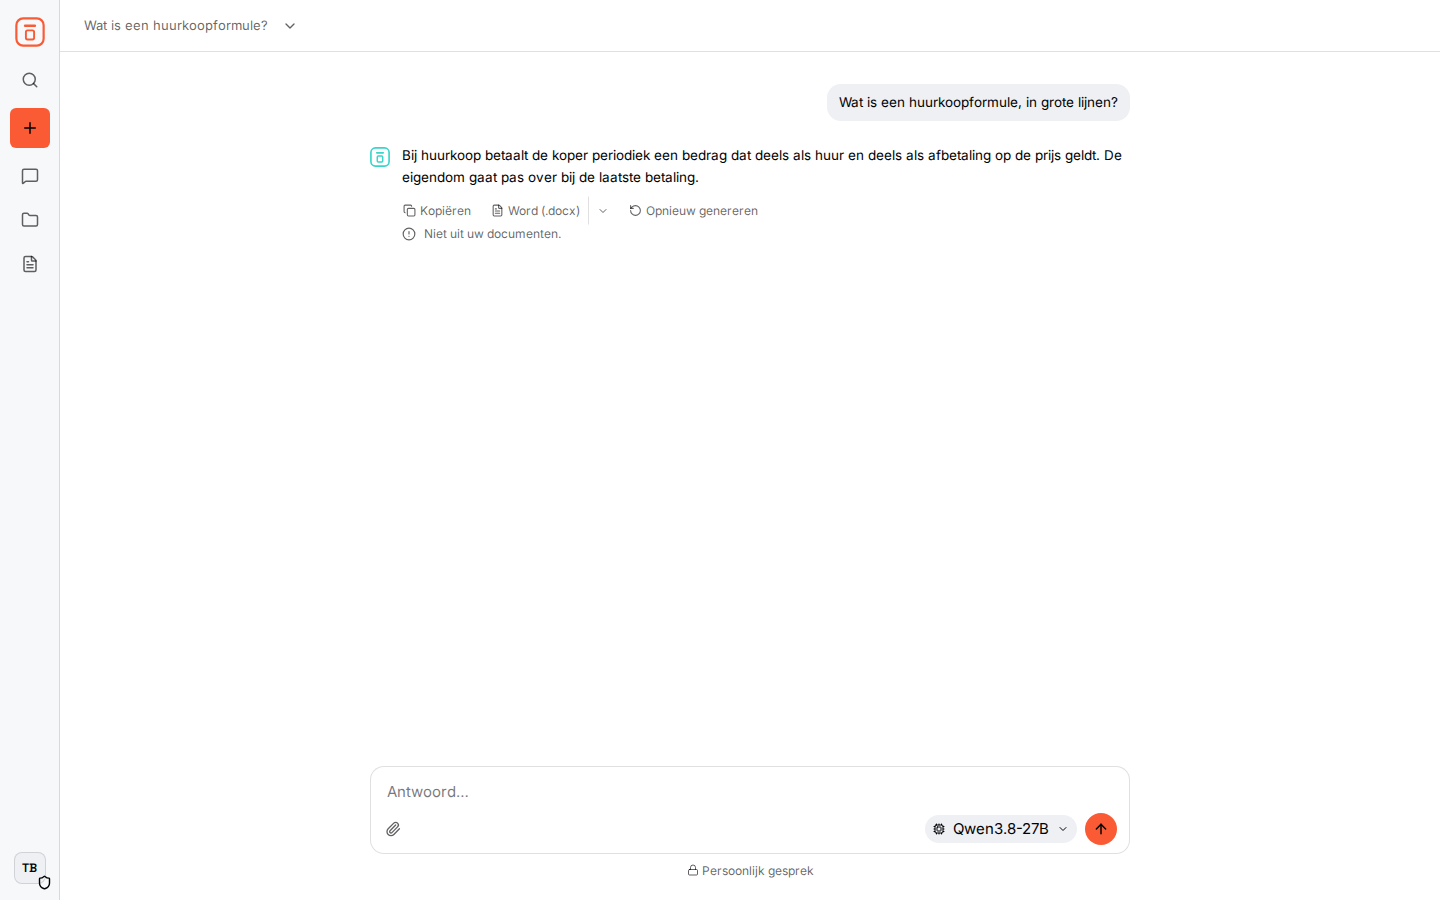 Wat is een huurkoopformule?
Wat is een huurkoopformule, in grote lijnen?
Bij huurkoop betaalt de koper periodiek een bedrag dat deels als huur en deels als afbetaling op de prijs geldt. De
eigendom gaat pas over bij de laatste betaling.
Kopiëren Word (.docx) Opnieuw genereren
Niet uit uw documenten.
Antwoord...
Qwen3.8-27B
TB
Persoonlijk gesprek